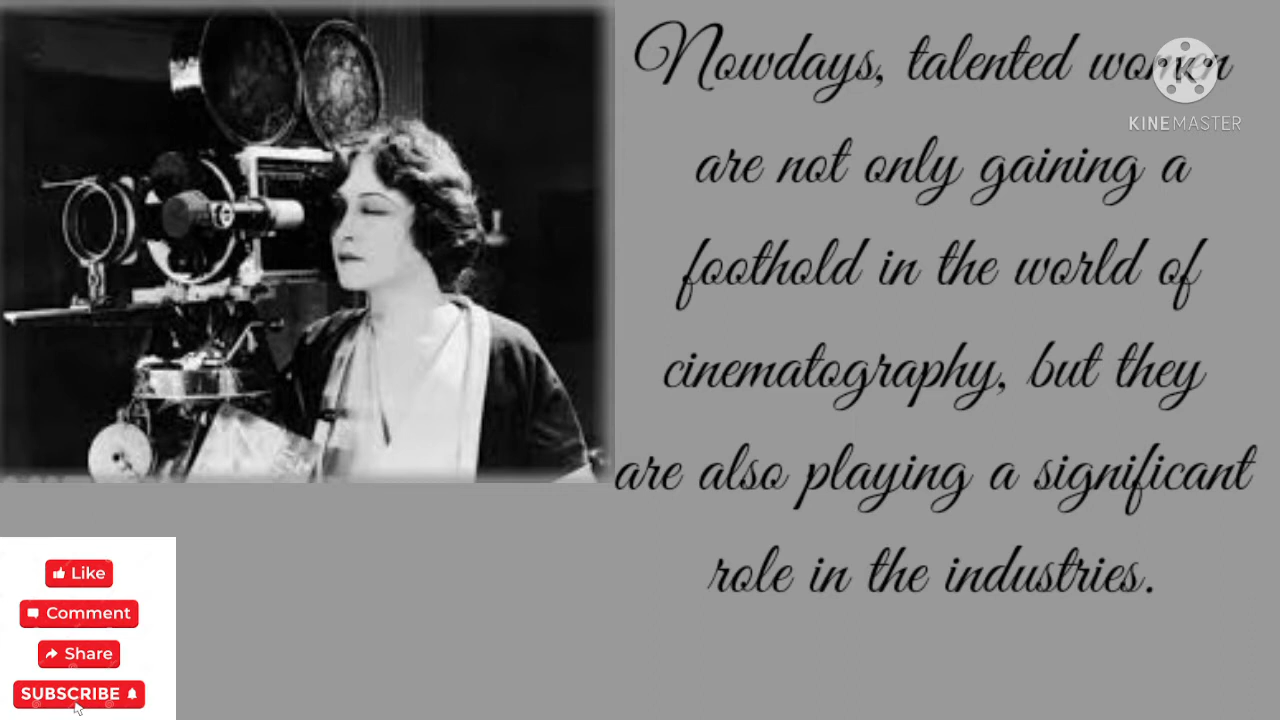 Nowdays, talented women
are not only gaining a
foothold in the world of
cinematography, but they
are also playing a significant
role in the industries.
K
KINEMASTER
Like
Comment
Share
SUBSCRIBE